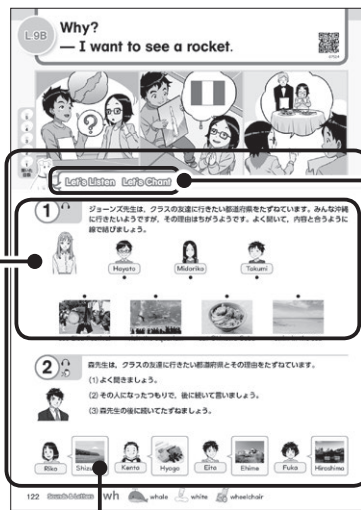 L.9B
Why?
— I want to see a rocket.
Let's Listen Let's Chant
1
ジョーンズ先生は、クラスの友達に行きたい都道府県をたずねています。みんな沖縄
に行きたいようですが、その理由はちがうようです。よく聞いて、内容と合うように
線で結びましょう。
Hayato Midoriko Takumi
2
森先生は、クラスの友達に行きたい都道府県とその理由をたずねています。
(1) よく聞きましょう。
(2) その人になったつもりで、後に続いて言いましょう。
(3) 森先生の後に続いてたずねましょう。
Riko Kenta Hyogo Eita Ehime Fuka Hiroshima
122 Sounds & Letters wh whale white wheelchair